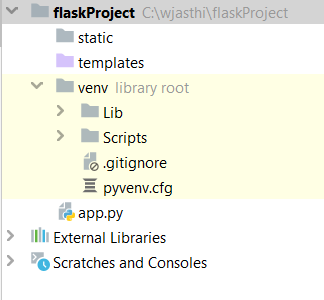 flaskProject C:\wjasthi\flaskProject
static
templates
venv library root
Lib
Scripts
.gitignore
pyvenv.cfg
app.py
External Libraries
Scratches and Consoles